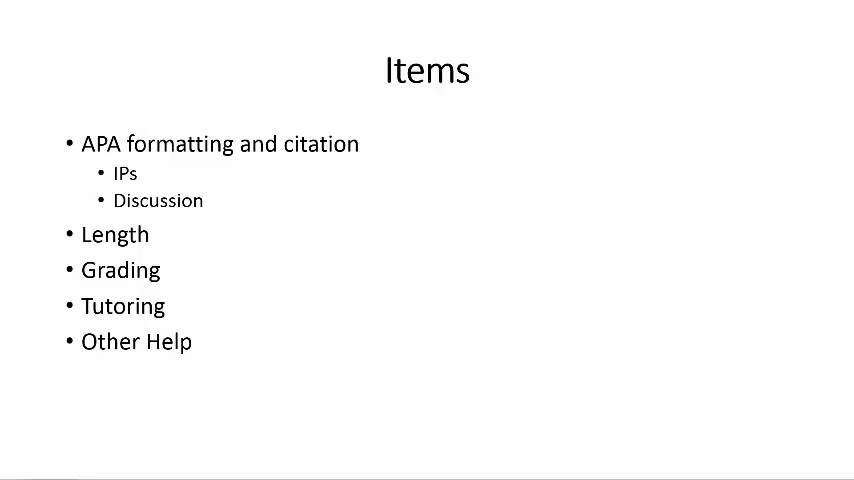 Items
• APA formatting and citation
• IPs
• Discussion
• Length
• Grading
• Tutoring
• Other Help